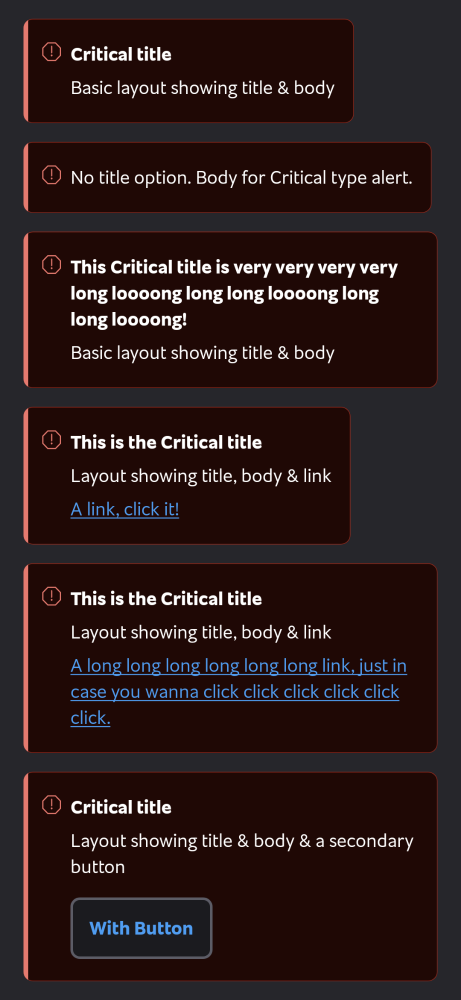 Critical title
Basic layout showing title & body
No title option. Body for Critical type alert.
This Critical title is very very very very
long loooong long long loooong long
long loooong!
Basic layout showing title & body
This is the Critical title
Layout showing title, body & link
A link, click it!
This is the Critical title
Layout showing title, body & link
A long long long long long long link, just in
case you wanna click click click click click
click.
Critical title
Layout showing title & body & a secondary
button
With Button